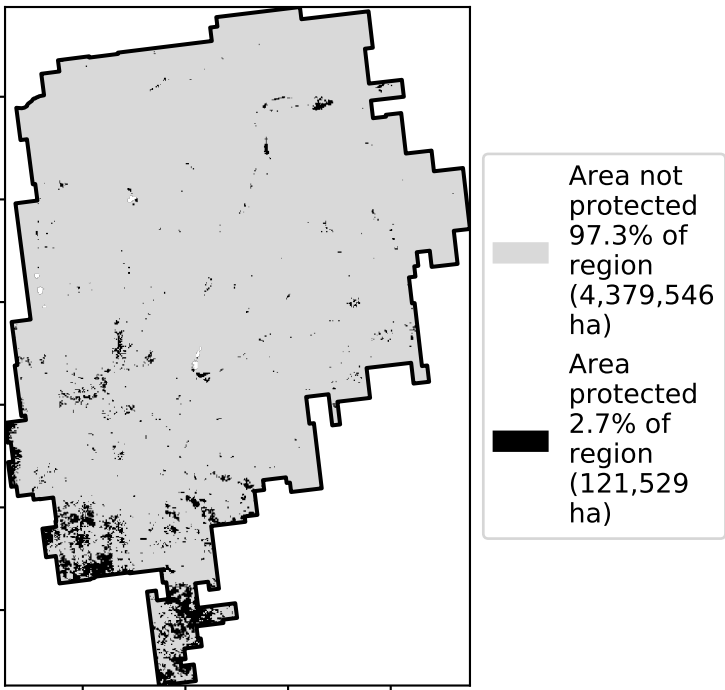 Area not
protected
97.3% of
region
(4,379,546
ha)
Area
protected
2.7% of
region
(121,529
ha)